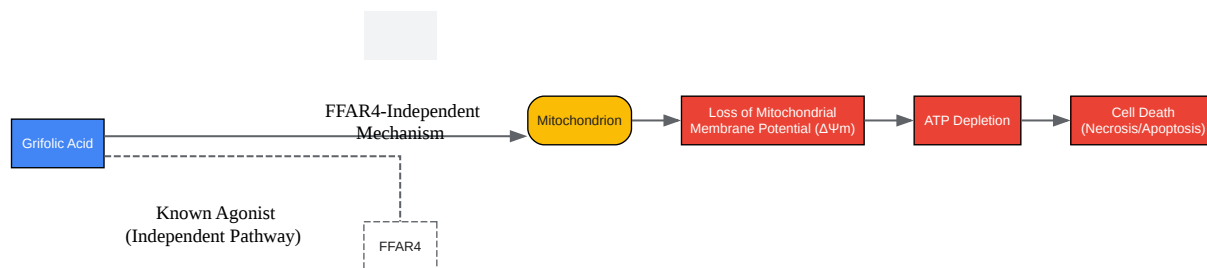 FFAR4-Independent
Mechanism
Grifolic Acid
Mitochondrion
Loss of Mitochondrial
Membrane Potential (ΔΨm)
ATP Depletion
Cell Death
(Necrosis/Apoptosis)
Known Agonist
(Independent Pathway)
FFAR4